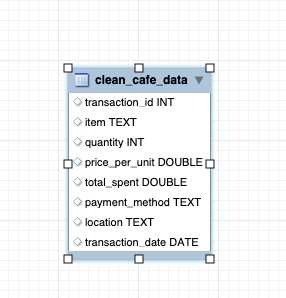 clean_cafe_data
transaction_id INT
item TEXT
quantity INT
price_per_unit DOUBLE
total_spent DOUBLE
payment_method TEXT
location TEXT
transaction_date DATE